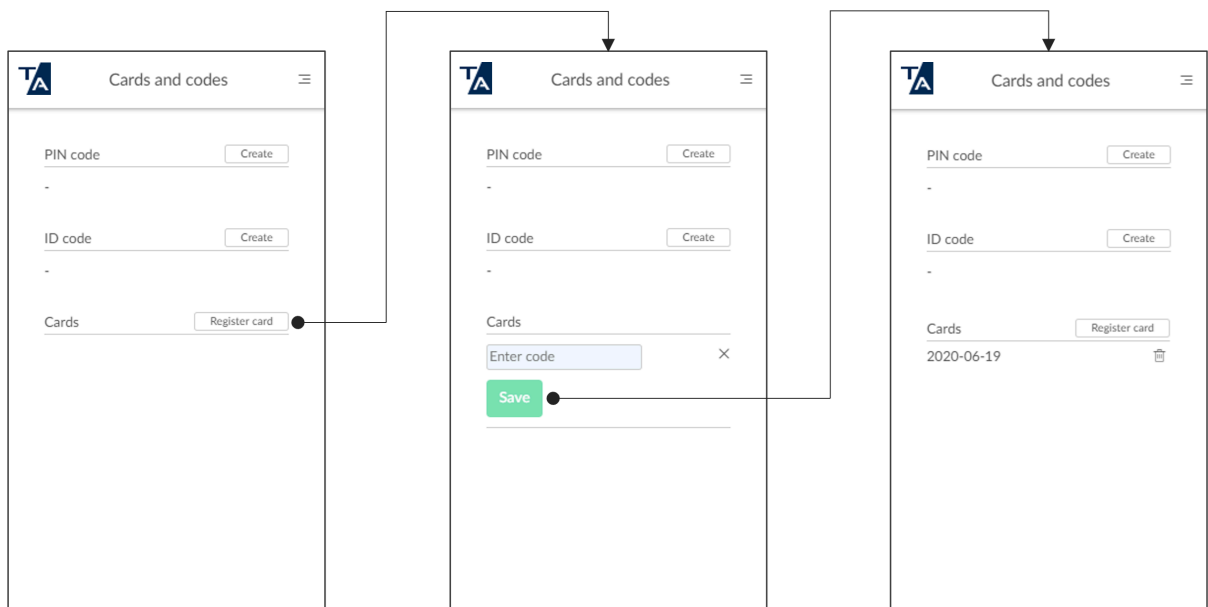 TA
Cards and codes
PIN code
Create
-
ID code
Create
-
Cards
Register card
TA
Cards and codes
PIN code
Create
-
ID code
Create
-
Cards
Enter code
Save
TA
Cards and codes
PIN code
Create
-
ID code
Create
-
Cards
Register card
2020-06-19